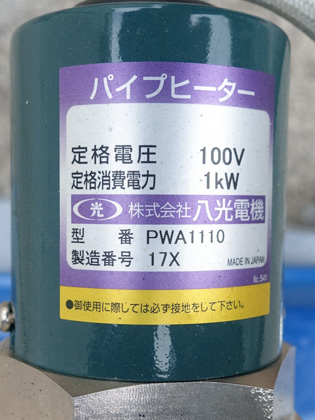 パイプヒーター
定格電圧 100V
定格消費電力 1kW
光 株式会社 八光電機
型 番 PWA1110
製造番号 17X MADE IN JAPAN
No.541
●御使用に際しては必ず接地をして下さい。